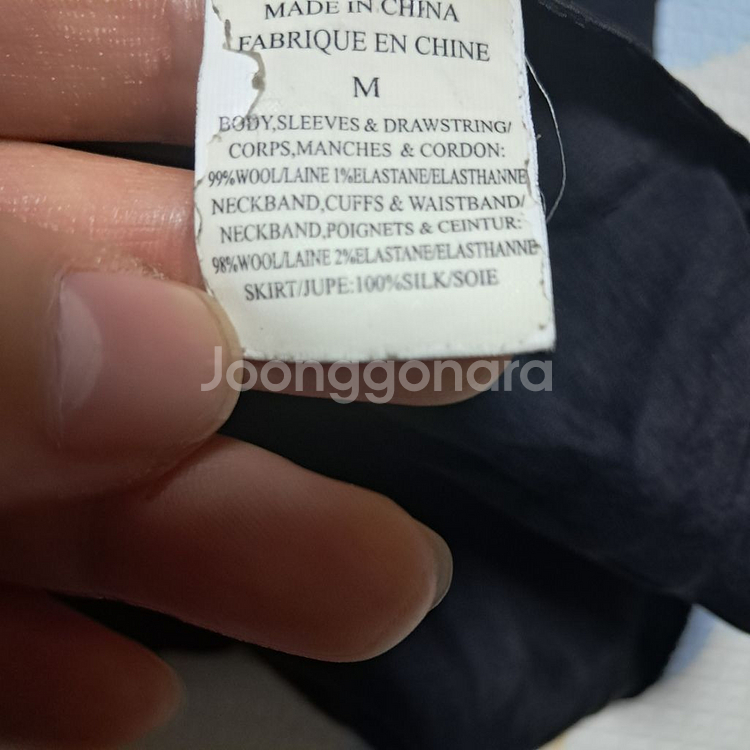 MADE IN CHINA
FABRIQUE EN CHINE
M
BODY,SLEEVES & DRAWSTRING/
CORPS,MANCHES & CORDON:
99%WOOL/LAINE 1%ELASTANE/ELASTHANNE
NECKBAND,CUFFS & WAISTBAND/
NECKBAND,POIGNETS & CEINTUR:
98%WOOL/LAINE 2%ELASTANE/ELASTHANNE
SKIRT/JUPE:100%SILK/SOIE
Joonggonara